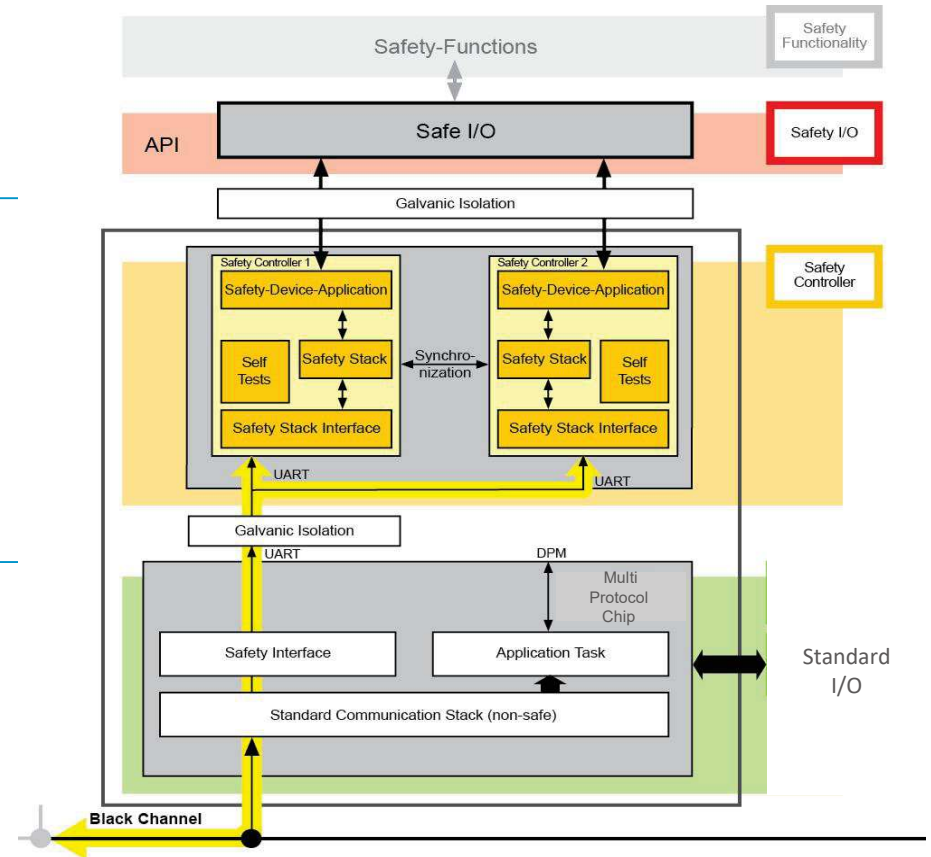 Safety
Functionality
Safety-Functions
Safe I/O
API
Safety I/O
Galvanic Isolation
Safety Controller 1
Safety Controller 2
Safety
Controller
Safety-Device-Application
Safety-Device-Application
Self
Tests
Safety Stack
Synchro-
nization
Safety Stack
Self
Tests
Safety Stack Interface
Safety Stack Interface
UART
UART
Galvanic Isolation
UART
DPM
Multi
Protocol
Chip
Safety Interface
Application Task
Standard
I/O
Standard Communication Stack (non-safe)
Black Channel